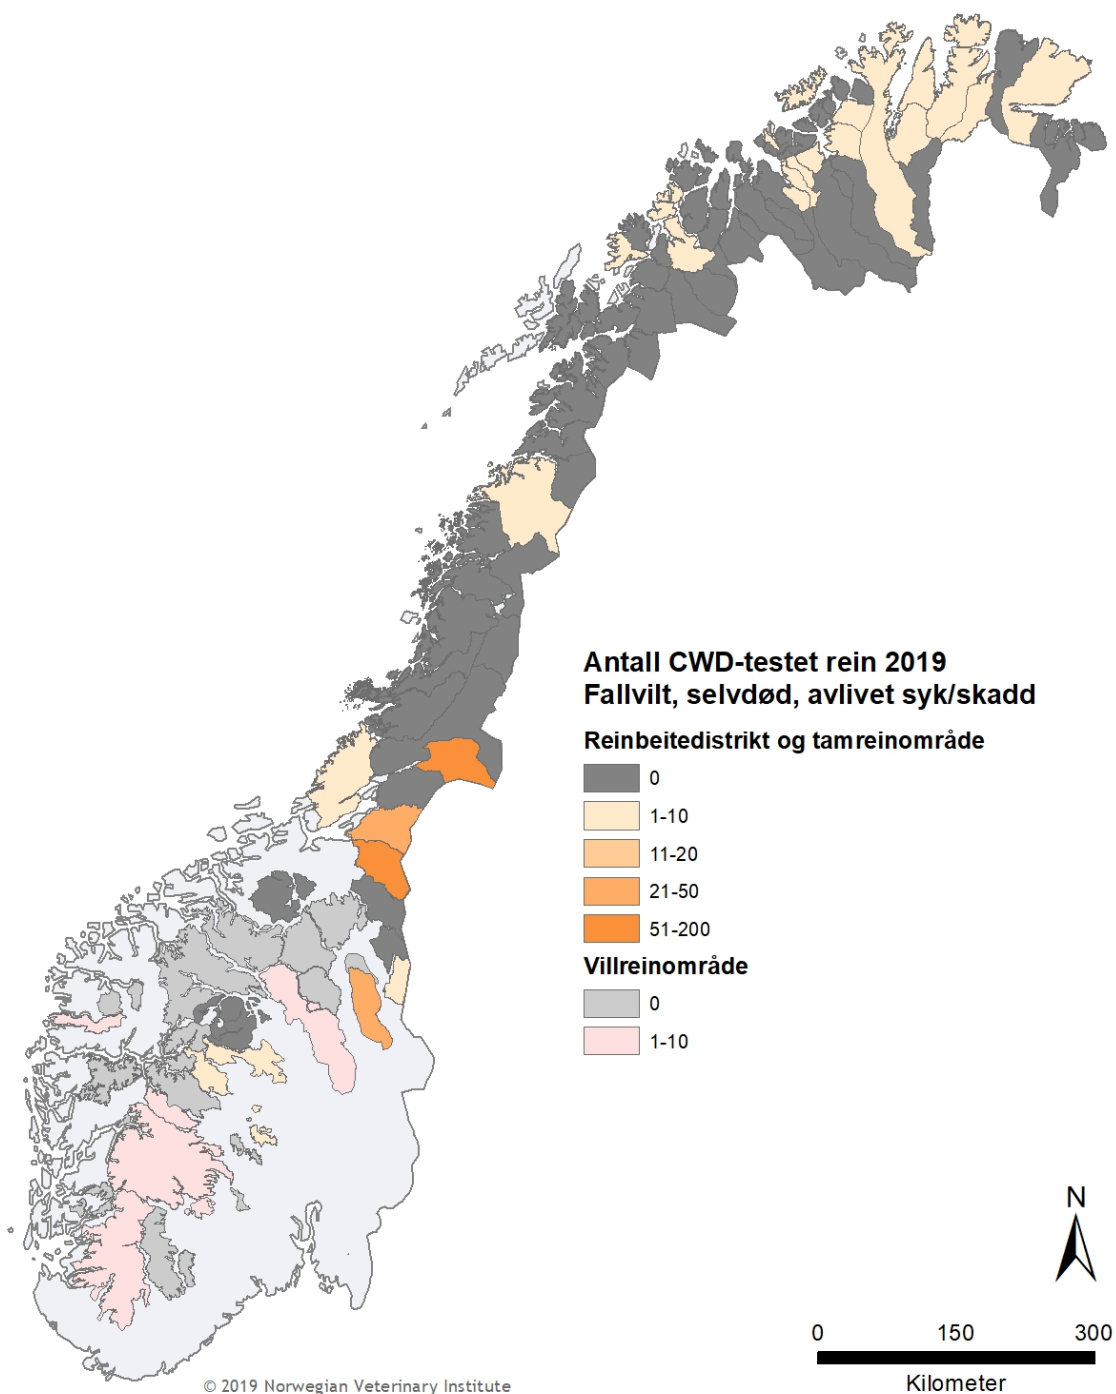 Antall CWD-testet rein 2019
Fallvilt, selvdød, avlivet syk/skadd
Reinbeitedistrikt og tamreinområde
0
1-10
11-20
21-50
51-200
Villreinområde
0
1-10
N
0 150 300
Kilometer
© 2019 Norwegian Veterinary Institute